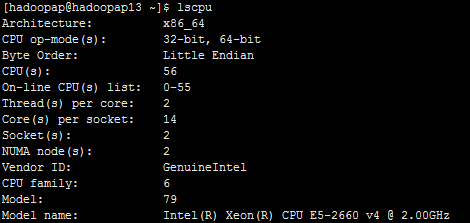 [hadoopap@hadoopap13 ~]$ lscpu
Architecture: x86_64
CPU op-mode(s): 32-bit, 64-bit
Byte Order: Little Endian
CPU(s): 56
On-line CPU(s) list: 0-55
Thread(s) per core: 2
Core(s) per socket: 14
Socket(s): 2
NUMA node(s): 2
Vendor ID: GenuineIntel
CPU family: 6
Model: 79
Model name: Intel(R) Xeon(R) CPU E5-2660 v4 @ 2.00GHz